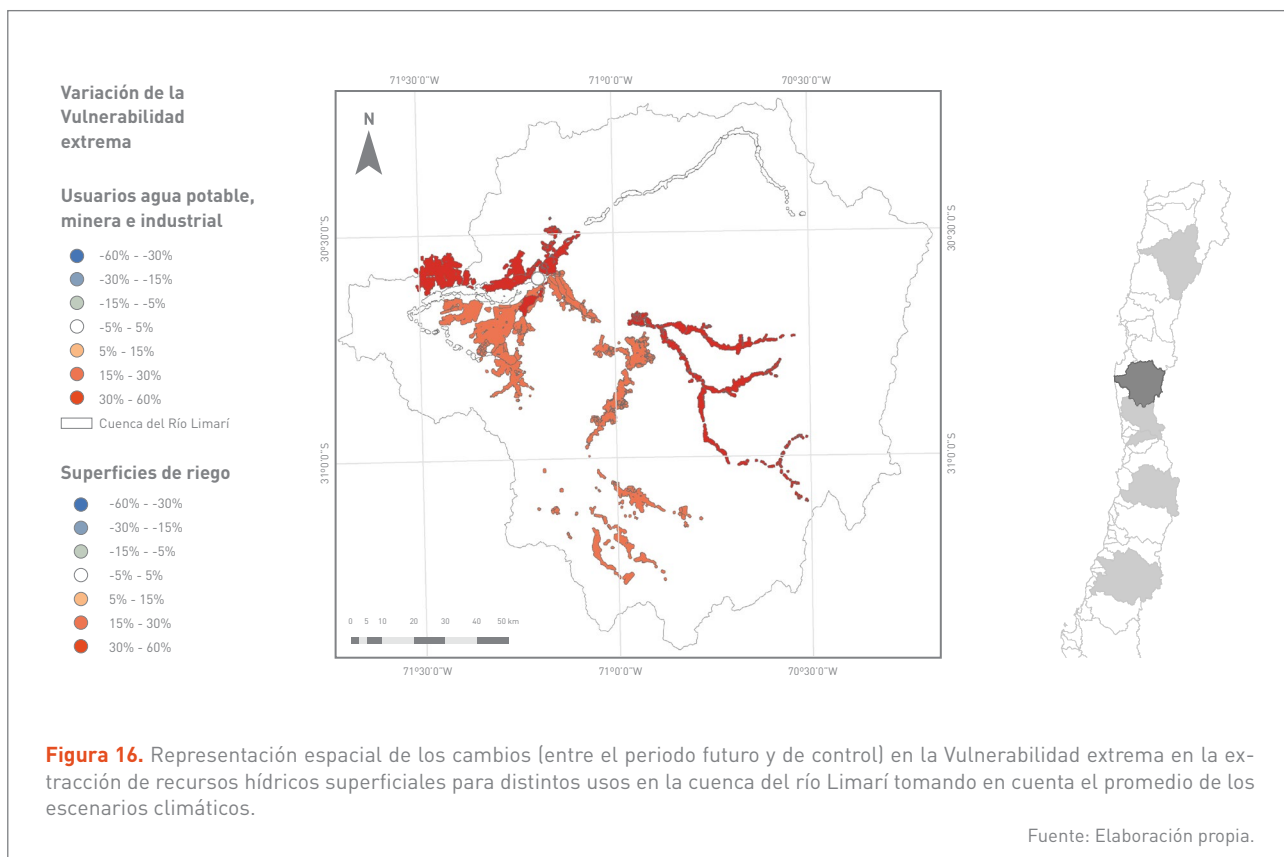 Variación de la
Vulnerabilidad
extrema
Usuarios agua potable,
minera e industrial
-60% - -30%
-30% - -15%
-15% - -5%
-5% - 5%
5% - 15%
15% - 30%
30% - 60%
Cuenca del Río Limarí
Superficies de riego
-60% - -30%
-30% - -15%
-15% - -5%
-5% - 5%
5% - 15%
15% - 30%
30% - 60%
71°30´0¨W 71°0´0¨W 70°30´0¨W
N
30°30´0¨S 30°30´0¨S
31°0´0¨S 31°0´0¨S
0 5 10 20 30 40 50 km
71°30´0¨W 71°0´0¨W 70°30´0¨W
Figura 16. Representación espacial de los cambios (entre el periodo futuro y de control) en la Vulnerabilidad extrema en la ex-
tracción de recursos hídricos superficiales para distintos usos en la cuenca del río Limarí tomando en cuenta el promedio de los
escenarios climáticos.
Fuente: Elaboración propia.